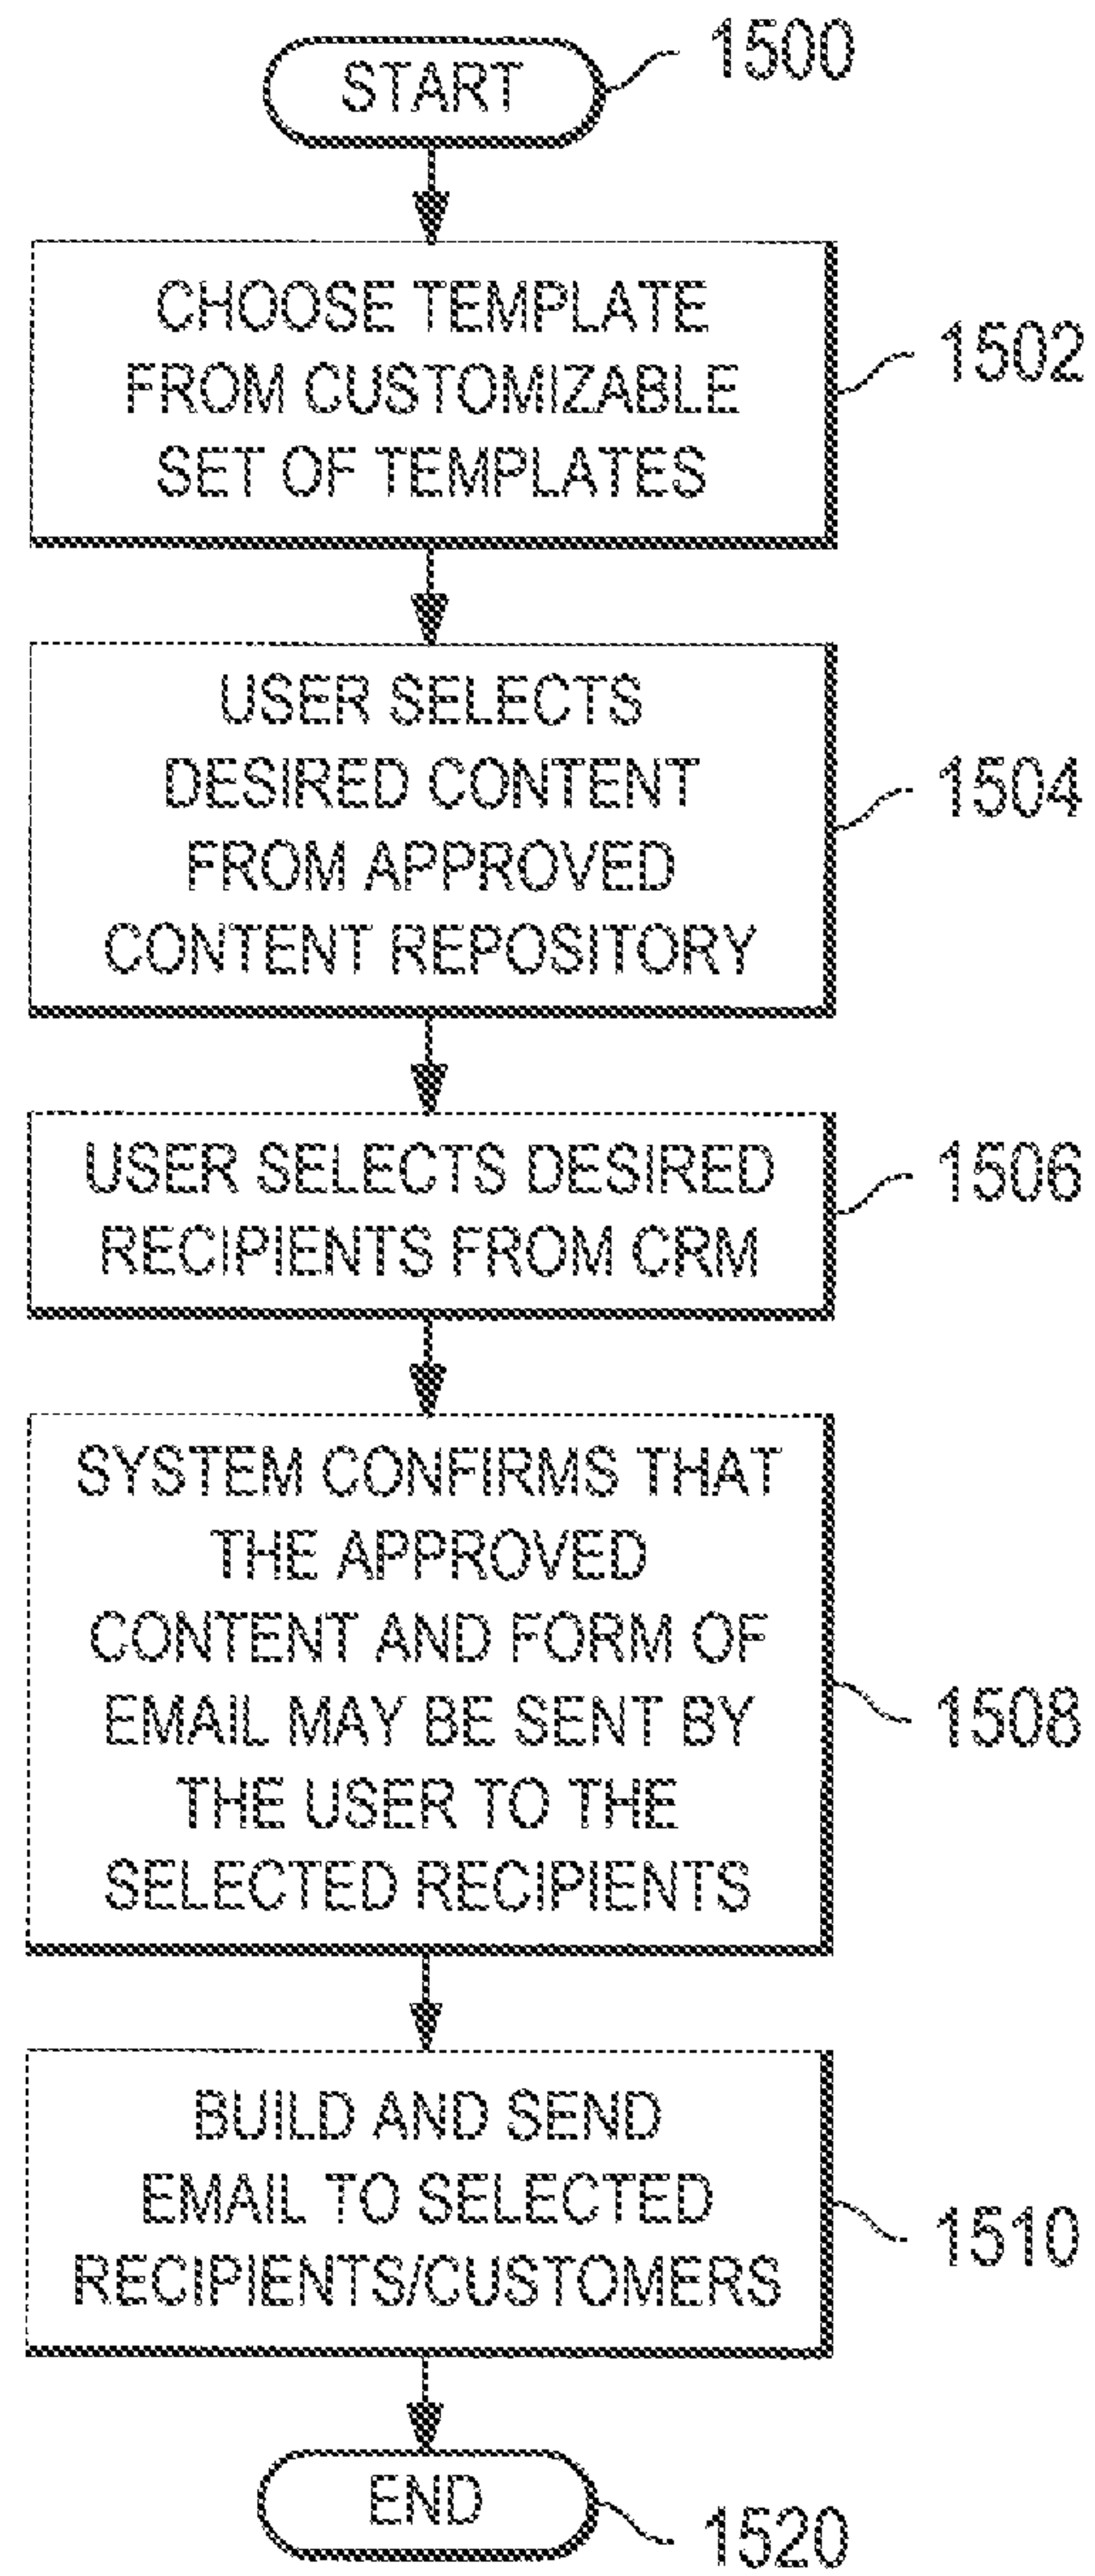 START
1500
CHOOSE TEMPLATE
FROM CUSTOMIZABLE
SET OF TEMPLATES
1502
USER SELECTS
DESIRED CONTENT
FROM APPROVED
CONTENT REPOSITORY
1504
USER SELECTS DESIRED
RECIPIENTS FROM CRM
1506
SYSTEM CONFIRMS THAT
THE APPROVED
CONTENT AND FORM OF
EMAIL MAY BE SENT BY
THE USER TO THE
SELECTED RECIPIENTS
1508
BUILD AND SEND
EMAIL TO SELECTED
RECIPIENTS/CUSTOMERS
1510
END
1520